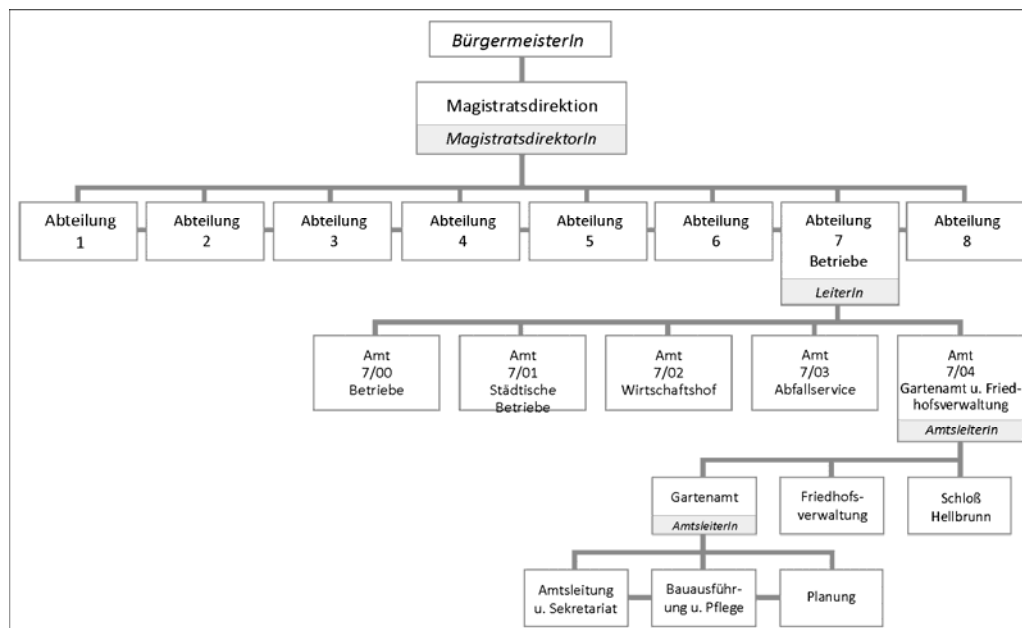 BürgermeisterIn
Magistratsdirektion
MagistratsdirektorIn
Abteilung
1
Abteilung
2
Abteilung
3
Abteilung
4
Abteilung
5
Abteilung
6
Abteilung
7
Betriebe
LeiterIn
Abteilung
8
Amt
7/00
Betriebe
Amt
7/01
Städtische
Betriebe
Amt
7/02
Wirtschaftshof
Amt
7/03
Abfallservice
Amt
7/04
Gartenamt u. Fried-
hofsverwaltung
AmtsleiterIn
Gartenamt
AmtsleiterIn
Friedhofs-
verwaltung
Schloß
Hellbrunn
Amtsleitung
u. Sekretariat
Bauausführ-
ung u. Pflege
Planung